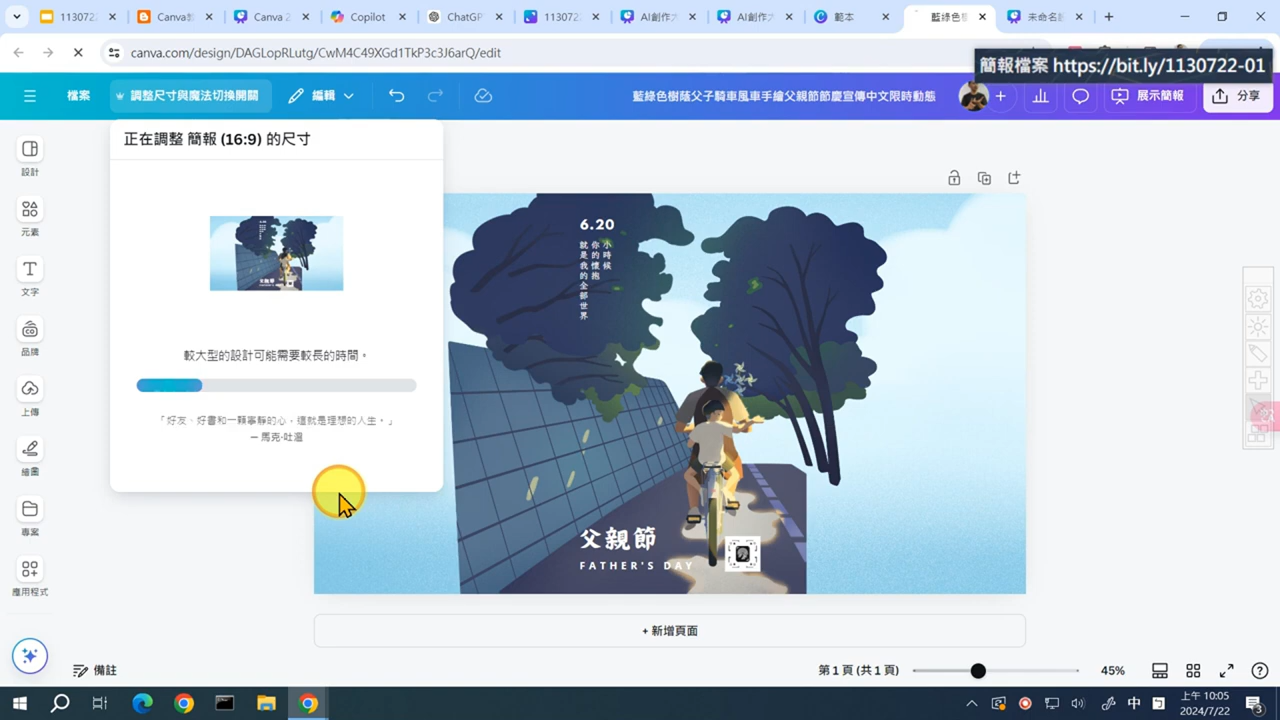 1130722
Canva
Canva 2
Copilot
ChatGP
1130722
AI創作大
AI創作大
範本
藍綠色樹
未命名設
canva.com/design/DAGLopRLutg/CwM4C49XGd1TkP3c3J6arQ/edit
簡報檔案 https://bit.ly/1130722-01
檔案
調整尺寸與魔法切換開關
編輯
藍綠色樹蔭父子騎車風車手繪父親節節慶宣傳中文限時動態
展示簡報
分享
設計
元素
文字
品牌
上傳
繪圖
專案
應用程式
正在調整 簡報 (16:9) 的尺寸
較大型的設計可能需要較長的時間。
「好友、好書和一顆寧靜的心，這就是理想的人生。」
— 馬克·吐溫
6.20
小時候
你的懷抱
就是我的全部世界
父親節
FATHER'S DAY
+ 新增頁面
備註
第 1 頁 (共 1 頁)
45%
中
上午 10:05
2024/7/22
3